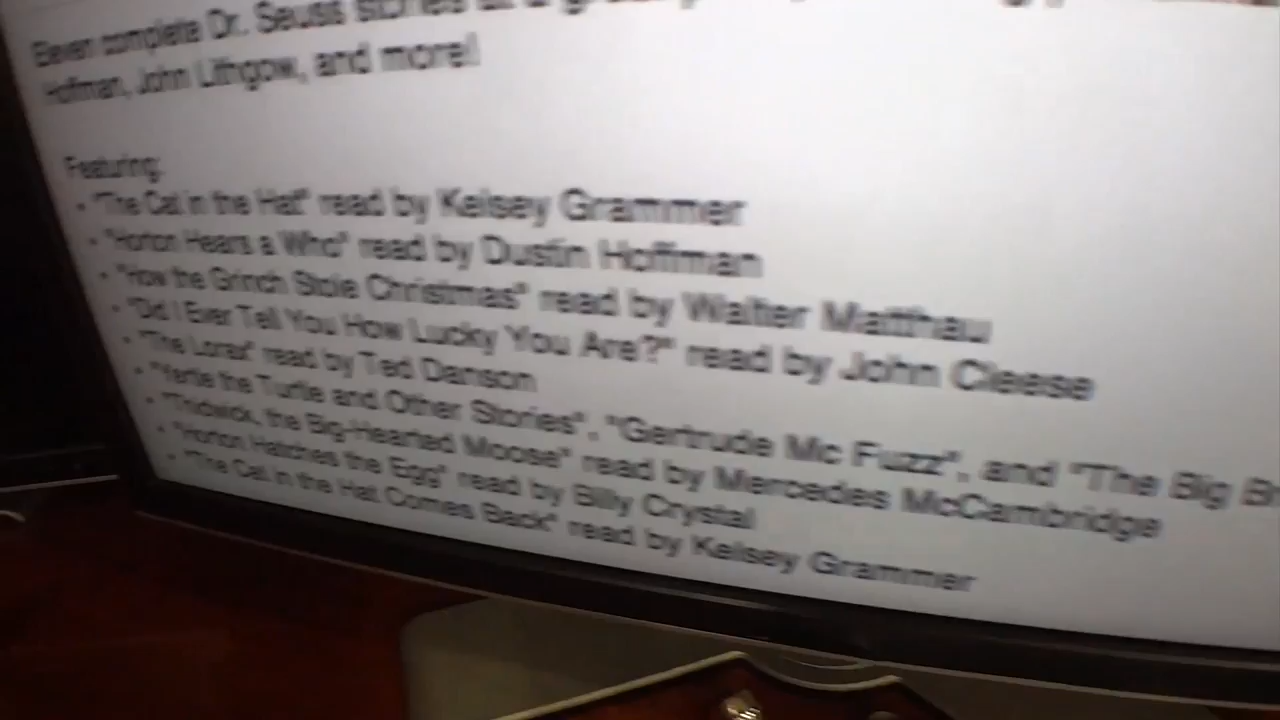 Eleven complete Dr. Seuss stories at a
Hoffman, John Lithgow, and more!
Featuring:
• "The Cat in the Hat" read by Kelsey Grammer
• "Horton Hears a Who" read by Dustin Hoffman
• "How the Grinch Stole Christmas" read by Walter Matthau
• "Did I Ever Tell You How Lucky You Are?" read by John Cleese
• "The Lorax" read by Ted Danson
• "Yertle the Turtle and Other Stories", "Gertrude Mc Fuzz", and "The Big Br
• "Thidwick, the Big-Hearted Moose" read by Mercedes McCambridge
• "Horton Hatches the Egg" read by Billy Crystal
• "The Cat in the Hat Comes Back" read by Kelsey Grammer